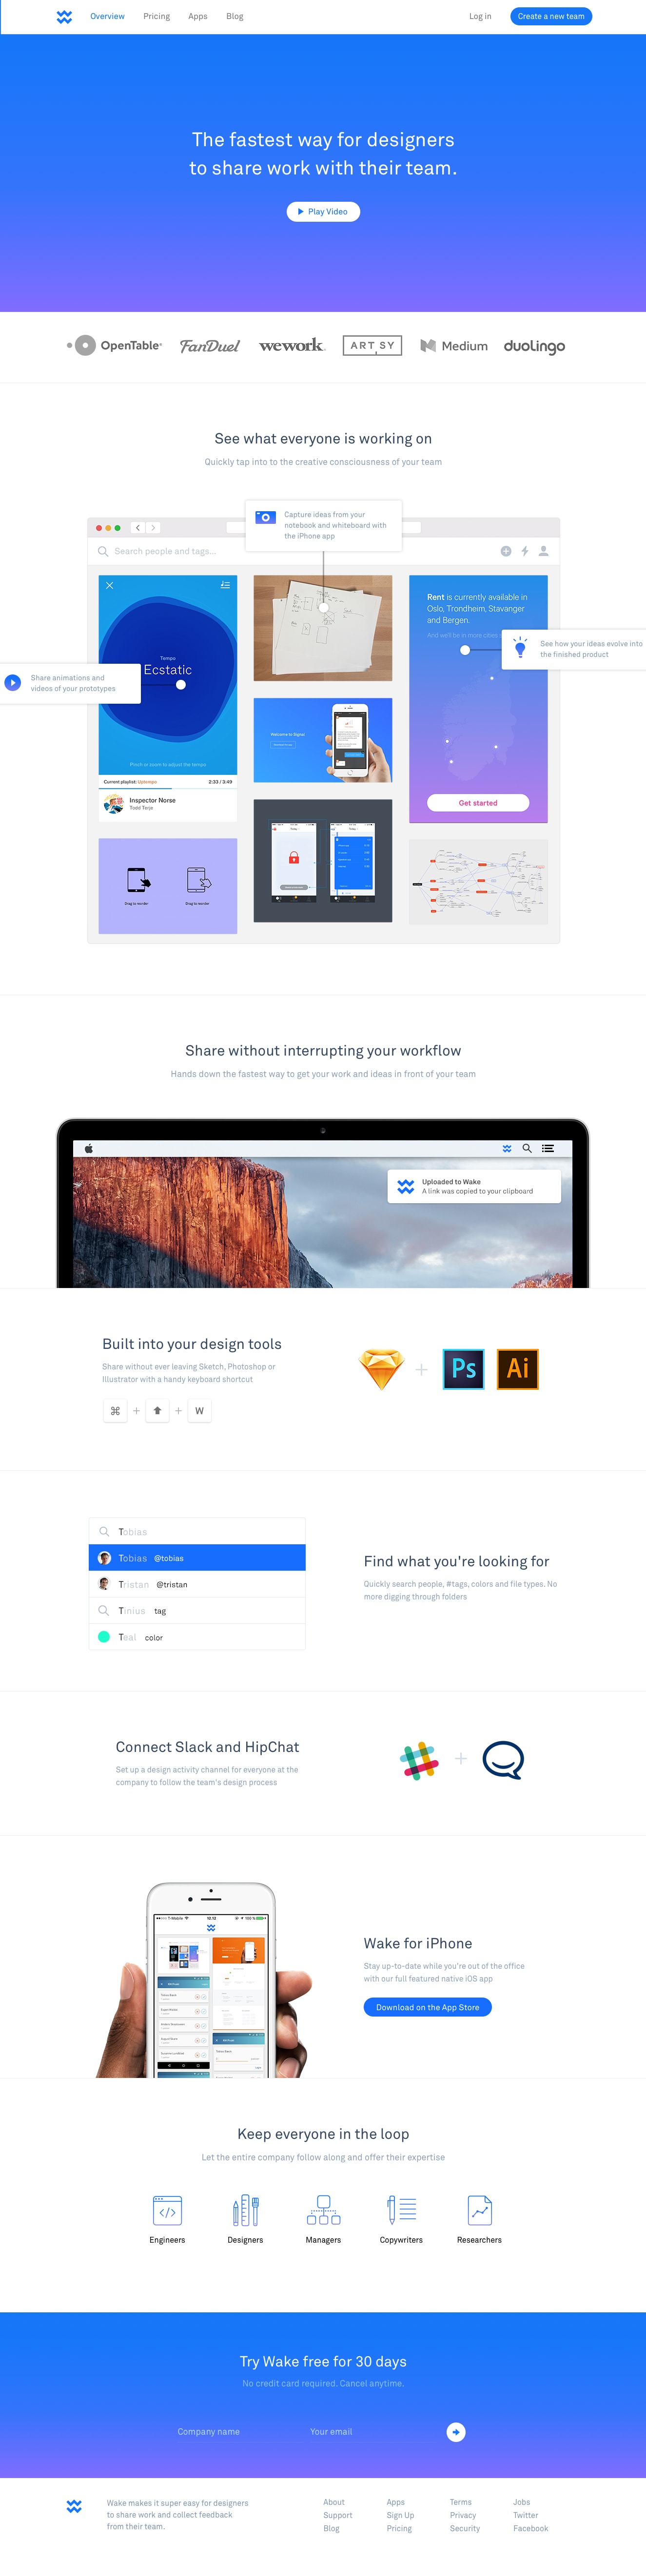 Overview Pricing Apps Blog Log in Create a new team
The fastest way for designers
to share work with their team.
Play Video
OpenTable FanDuel wework ARTSY Medium duolingo
See what everyone is working on
Quickly tap into to the creative consciousness of your team
Capture ideas from your
notebook and whiteboard with
the iPhone app
Search people and tags...
Rent is currently available in
Oslo, Trondheim, Stavanger
and Bergen.
And we'll be in more cities
See how your ideas evolve into
the finished product
Tempo
Ecstatic
Share animations and
videos of your prototypes
Pinch or zoom to adjust the tempo
Welcome to Signal
Current playlist: Uptempo 2:33 / 3:49
Inspector Norse
Todd Terje
Get started
Drag to reorder Drag to reorder
Share without interrupting your workflow
Hands down the fastest way to get your work and ideas in front of your team
Uploaded to Wake
A link was copied to your clipboard
Built into your design tools
Share without ever leaving Sketch, Photoshop or
Illustrator with a handy keyboard shortcut
⌘ + + W
+ Ps Ai
Tobias
Tobias @tobias
Tristan @tristan
Tinius tag
Teal color
Find what you're looking for
Quickly search people, #tags, colors and file types. No
more digging through folders
Connect Slack and HipChat
Set up a design activity channel for everyone at the
company to follow the team's design process
+
T-Mobile 10:12 100 %
Wake for iPhone
Stay up-to-date while you're out of the office
with our full featured native iOS app
Download on the App Store
Keep everyone in the loop
Let the entire company follow along and offer their expertise
Engineers Designers Managers Copywriters Researchers
Try Wake free for 30 days
No credit card required. Cancel anytime.
Company name Your email
Wake makes it super easy for designers
to share work and collect feedback
from their team.
About Apps Terms Jobs
Support Sign Up Privacy Twitter
Blog Pricing Security Facebook